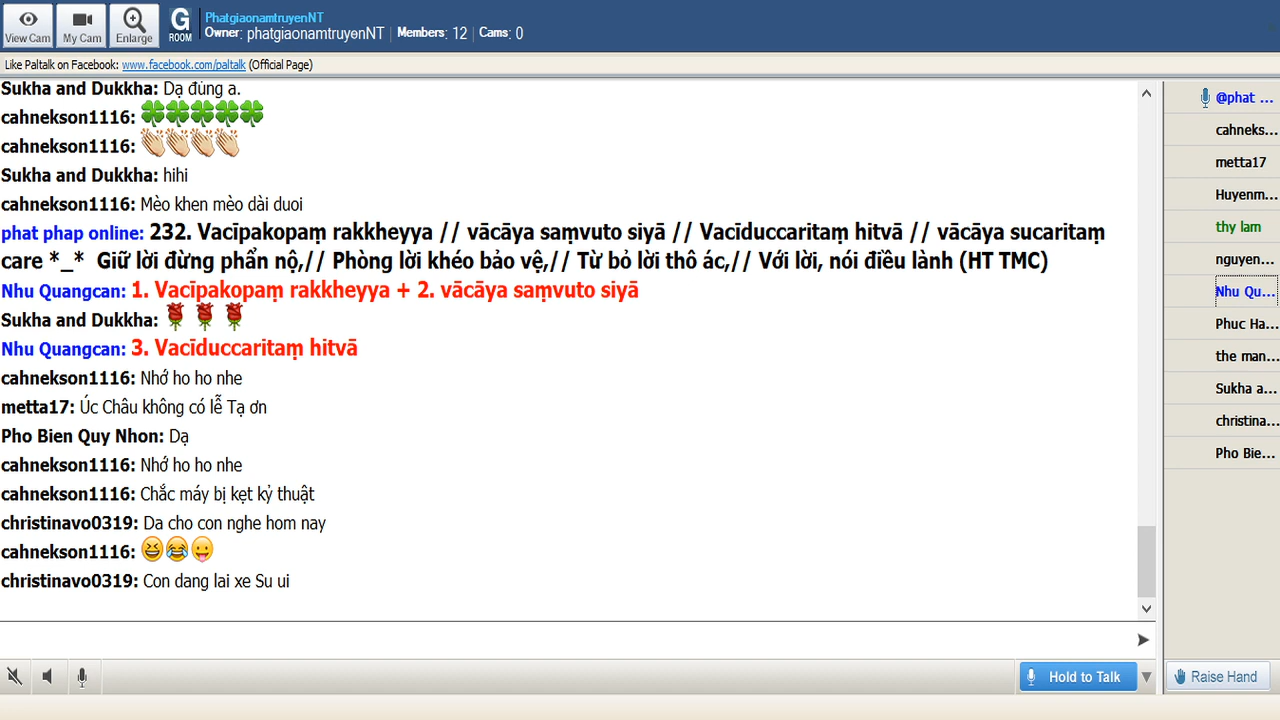 View Cam
My Cam
Enlarge
G
ROOM
PhatgiaonamtruyenNT
Owner: phatgiaonamtruyenNT | Members: 12 | Cams: 0
Like Paltalk on Facebook: www.facebook.com/paltalk (Official Page)
Sukha and Dukkha: Dạ đúng a.
cahnekson1116: 🍀🍀🍀🍀🍀
cahnekson1116: 👏👏👏👏
Sukha and Dukkha: hihi
cahnekson1116: Mèo khen mèo dài duoi
phat phap online: 232. Vacīpakopaṃ rakkheyya // vācāya saṃvuto siyā // Vacīduccaritaṃ hitvā // vācāya sucaritaṃ
care *_* Giữ lời đừng phẩn nộ,// Phòng lời khéo bảo vệ,// Từ bỏ lời thô ác,// Với lời, nói điều lành (HT TMC)
Nhu Quangcan: 1. Vacīpakopaṃ rakkheyya + 2. vācāya saṃvuto siyā
Sukha and Dukkha: 🌹🌹🌹
Nhu Quangcan: 3. Vacīduccaritaṃ hitvā
cahnekson1116: Nhớ ho ho nhe
metta17: Úc Châu không có lễ Tạ ơn
Pho Bien Quy Nhon: Dạ
cahnekson1116: Nhớ ho ho nhe
cahnekson1116: Chắc máy bị kẹt kỷ thuật
christinavo0319: Da cho con nghe hom nay
cahnekson1116: 😆😂😛
christinavo0319: Con dang lai xe Su ui
@phat ...
cahneks...
metta17
Huyenm...
thy lam
nguyen...
Nhu Qu...
Phuc Ha...
the man...
Sukha a...
christina...
Pho Bie...
Hold to Talk
Raise Hand